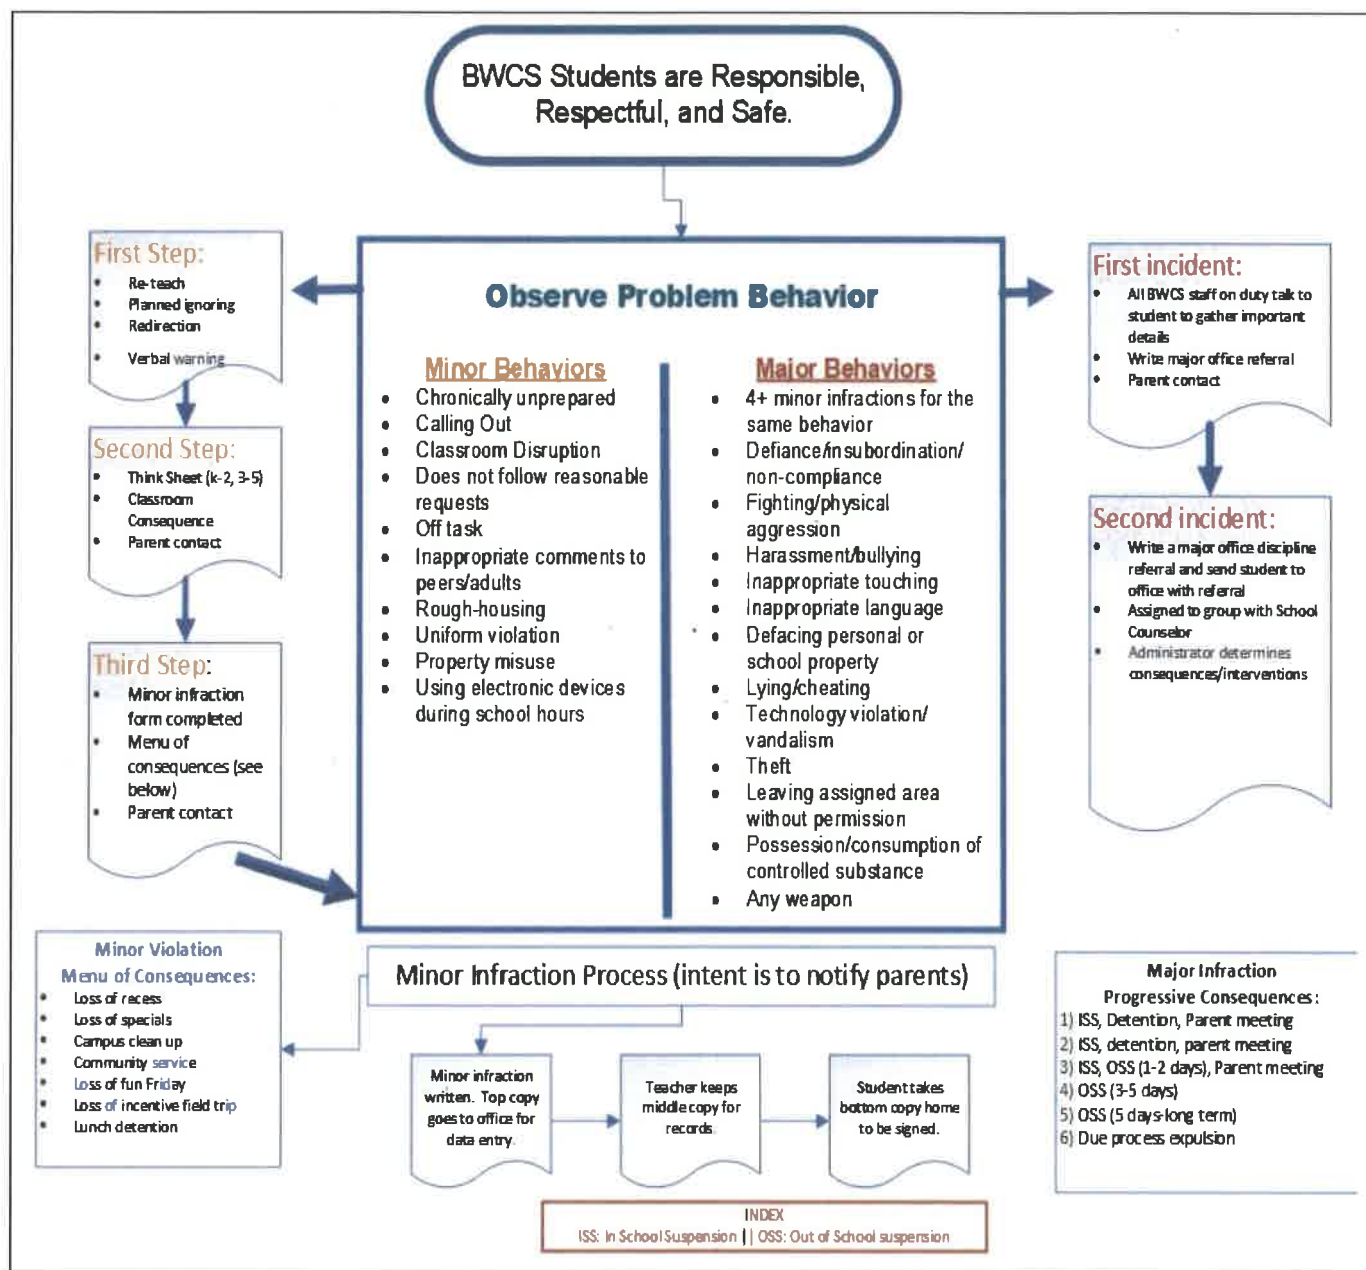 BWCS Students are Responsible,
Respectful, and Safe.
First Step:
• Re-teach
• Planned ignoring
• Redirection
• Verbal warning
Second Step:
• Think Sheet (k-2, 3-5)
• Classroom
Consequence
• Parent contact
Third Step:
• Minor infraction
form completed
• Menu of
consequences (see
below)
• Parent contact
Observe Problem Behavior
Minor Behaviors
• Chronically unprepared
• Calling Out
• Classroom Disruption
• Does not follow reasonable
requests
• Off task
• Inappropriate comments to
peers/adults
• Rough-housing
• Uniform violation
• Property misuse
• Using electronic devices
during school hours
Major Behaviors
• 4+ minor infractions for the
same behavior
• Defiance/insubordination/
non-compliance
• Fighting/physical
aggression
• Harassment/bullying
• Inappropriate touching
• Inappropriate language
• Defacing personal or
school property
• Lying/cheating
• Technology violation/
vandalism
• Theft
• Leaving assigned area
without permission
• Possession/consumption of
controlled substance
• Any weapon
First incident:
• All BWCS staff on duty talk to
student to gather important
details
• Write major office referral
• Parent contact
Second incident:
• Write a major office discipline
referral and send student to
office with referral
• Assigned to group with School
Counselor
• Administrator determines
consequences/interventions
Minor Violation
Menu of Consequences:
• Loss of recess
• Loss of specials
• Campus clean up
• Community service
• Loss of fun Friday
• Loss of incentive field trip
• Lunch detention
Minor Infraction Process (intent is to notify parents)
Minor infraction
written. Top copy
goes to office for
data entry.
Teacher keeps
middle copy for
records.
Student takes
bottom copy home
to be signed.
Major Infraction
Progressive Consequences:
1) ISS, Detention, Parent meeting
2) ISS, detention, parent meeting
3) ISS, OSS (1-2 days), Parent meeting
4) OSS (3-5 days)
5) OSS (5 days-long term)
6) Due process expulsion
INDEX
ISS: In School Suspension || OSS: Out of School suspension